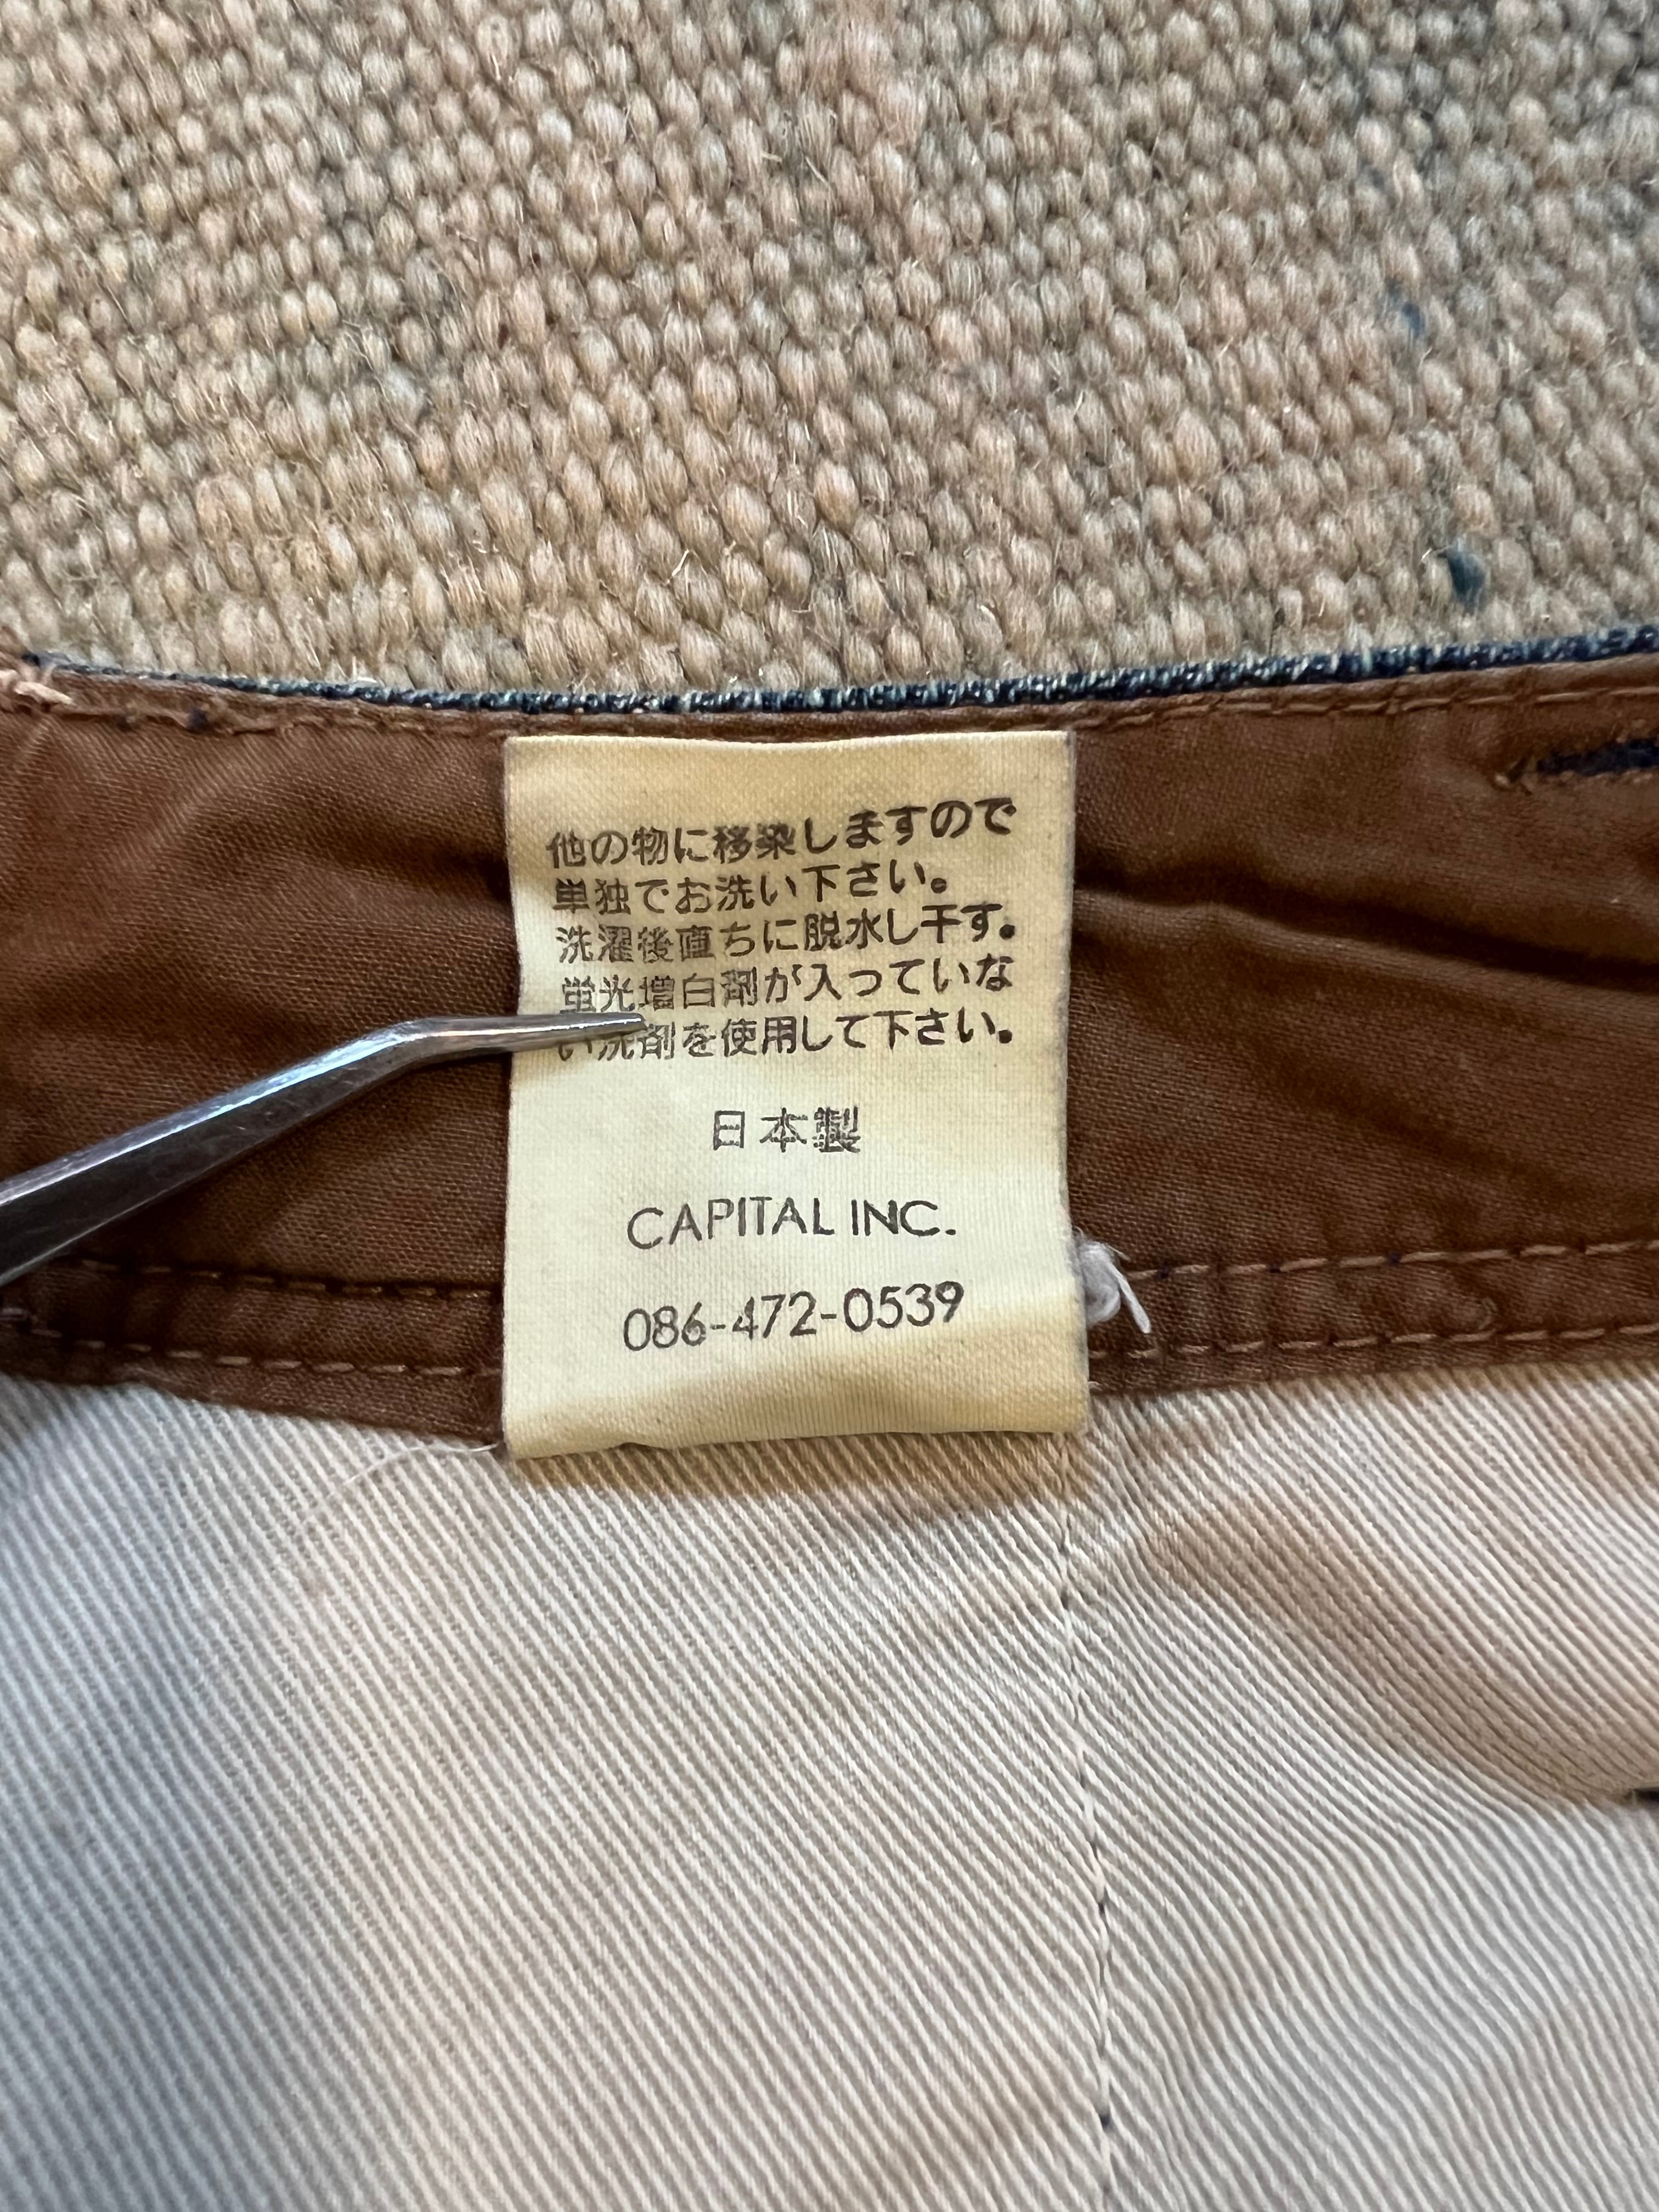 他の物に移染しますので
単独でお洗い下さい。
洗濯後直ちに脱水し干す。
蛍光増白剤が入っていな
い洗剤を使用して下さい。
日本製
CAPITAL INC.
086-472-0539